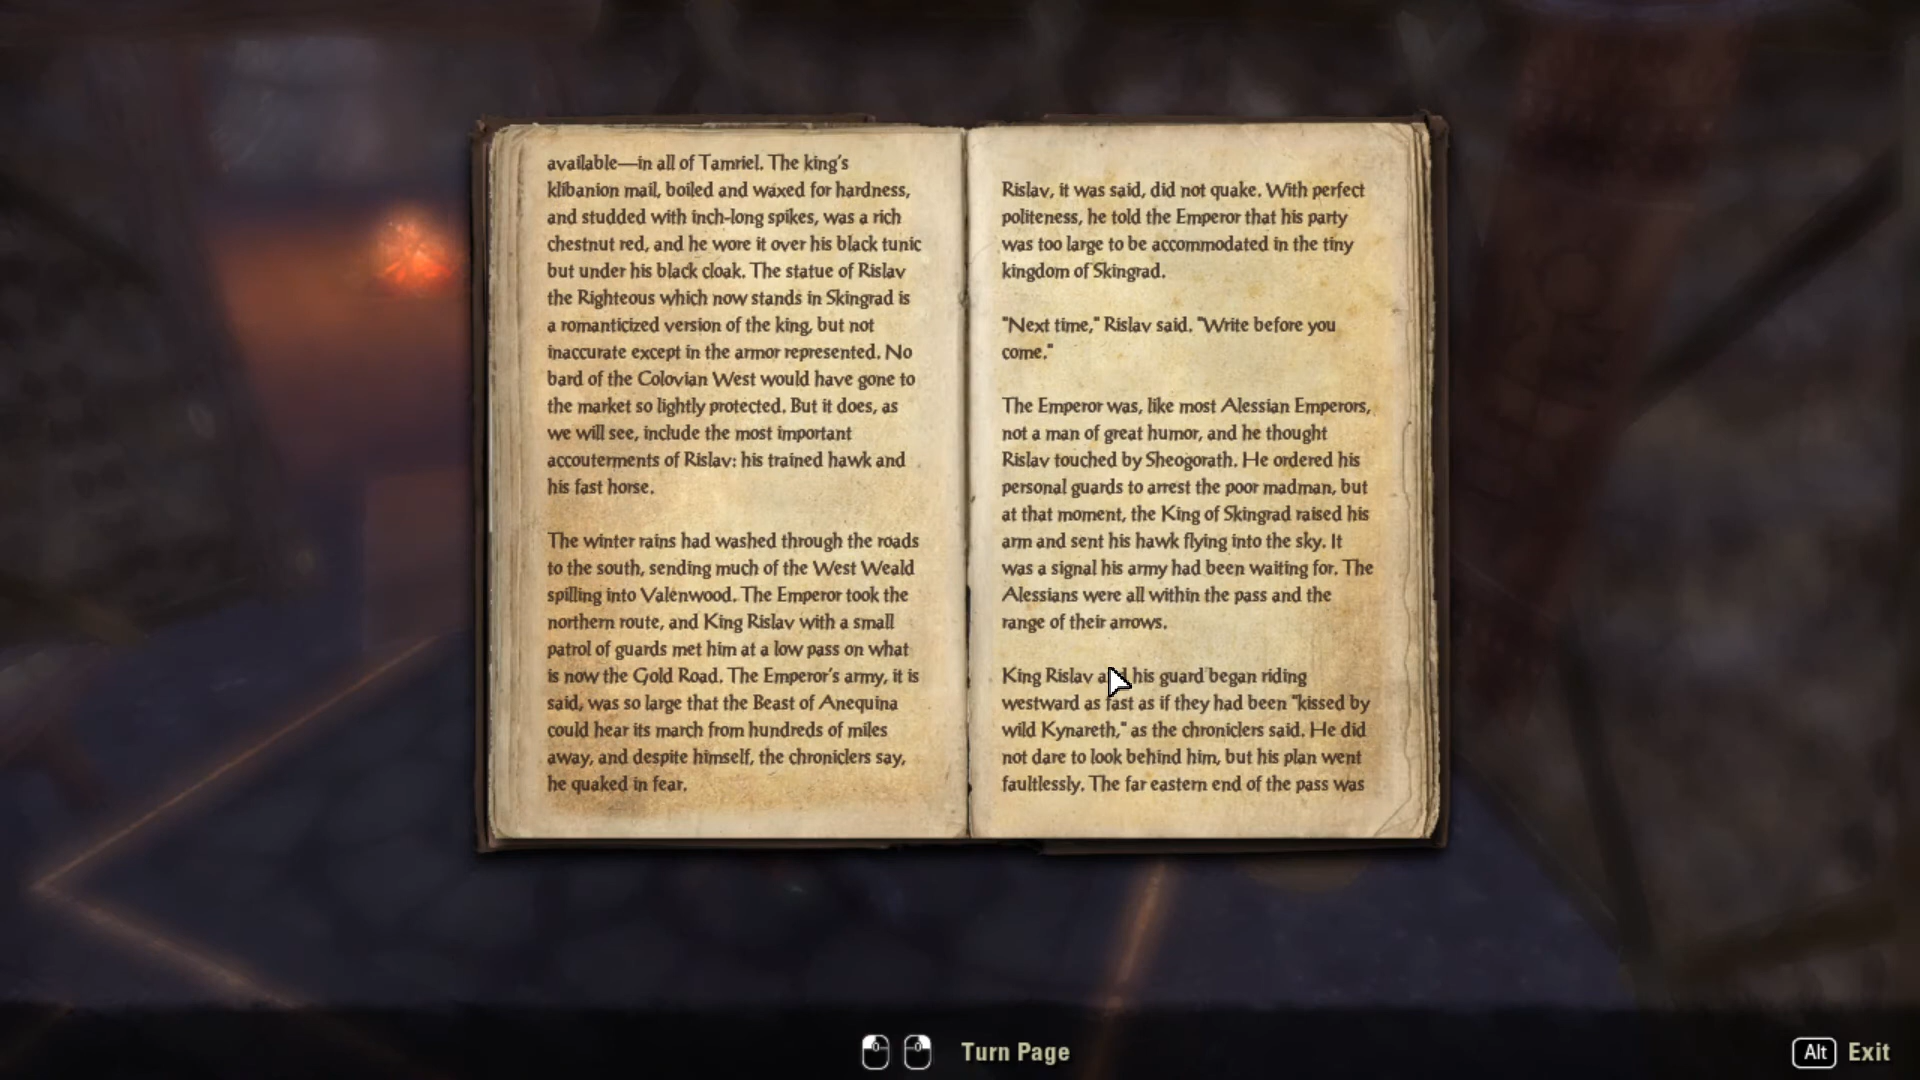 available—in all of Tamriel. The king's
klibanion mail, boiled and waxed for hardness,
and studded with inch-long spikes, was a rich
chestnut red, and he wore it over his black tunic
but under his black cloak. The statue of Rislav
the Righteous which now stands in Skingrad is
a romanticized version of the king, but not
inaccurate except in the armor represented. No
bard of the Colovian West would have gone to
the market so lightly protected. But it does, as
we will see, include the most important
accouterments of Rislav: his trained hawk and
his fast horse.
The winter rains had washed through the roads
to the south, sending much of the West Weald
spilling into Valenwood. The Emperor took the
northern route, and King Rislav with a small
patrol of guards met him at a low pass on what
is now the Gold Road. The Emperor's army, it is
said, was so large that the Beast of Anequina
could hear its march from hundreds of miles
away, and despite himself, the chroniclers say,
he quaked in fear.
Rislav, it was said, did not quake. With perfect
politeness, he told the Emperor that his party
was too large to be accommodated in the tiny
kingdom of Skingrad.
"Next time," Rislav said. "Write before you
come."
The Emperor was, like most Alessian Emperors,
not a man of great humor, and he thought
Rislav touched by Sheogorath. He ordered his
personal guards to arrest the poor madman, but
at that moment, the King of Skingrad raised his
arm and sent his hawk flying into the sky. It
was a signal his army had been waiting for. The
Alessians were all within the pass and the
range of their arrows.
King Rislav and his guard began riding
westward as fast as if they had been "kissed by
wild Kynareth," as the chroniclers said. He did
not dare to look behind him, but his plan went
faultlessly. The far eastern end of the pass was
Turn Page
Alt Exit